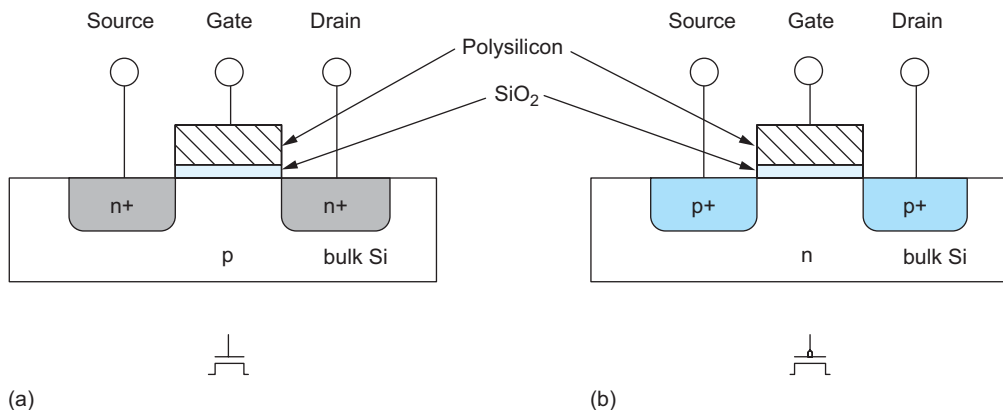 Source Gate Drain
Source Gate Drain
Polysilicon
SiO₂
n+ n+
p bulk Si
p+ p+
n bulk Si
(a)
(b)